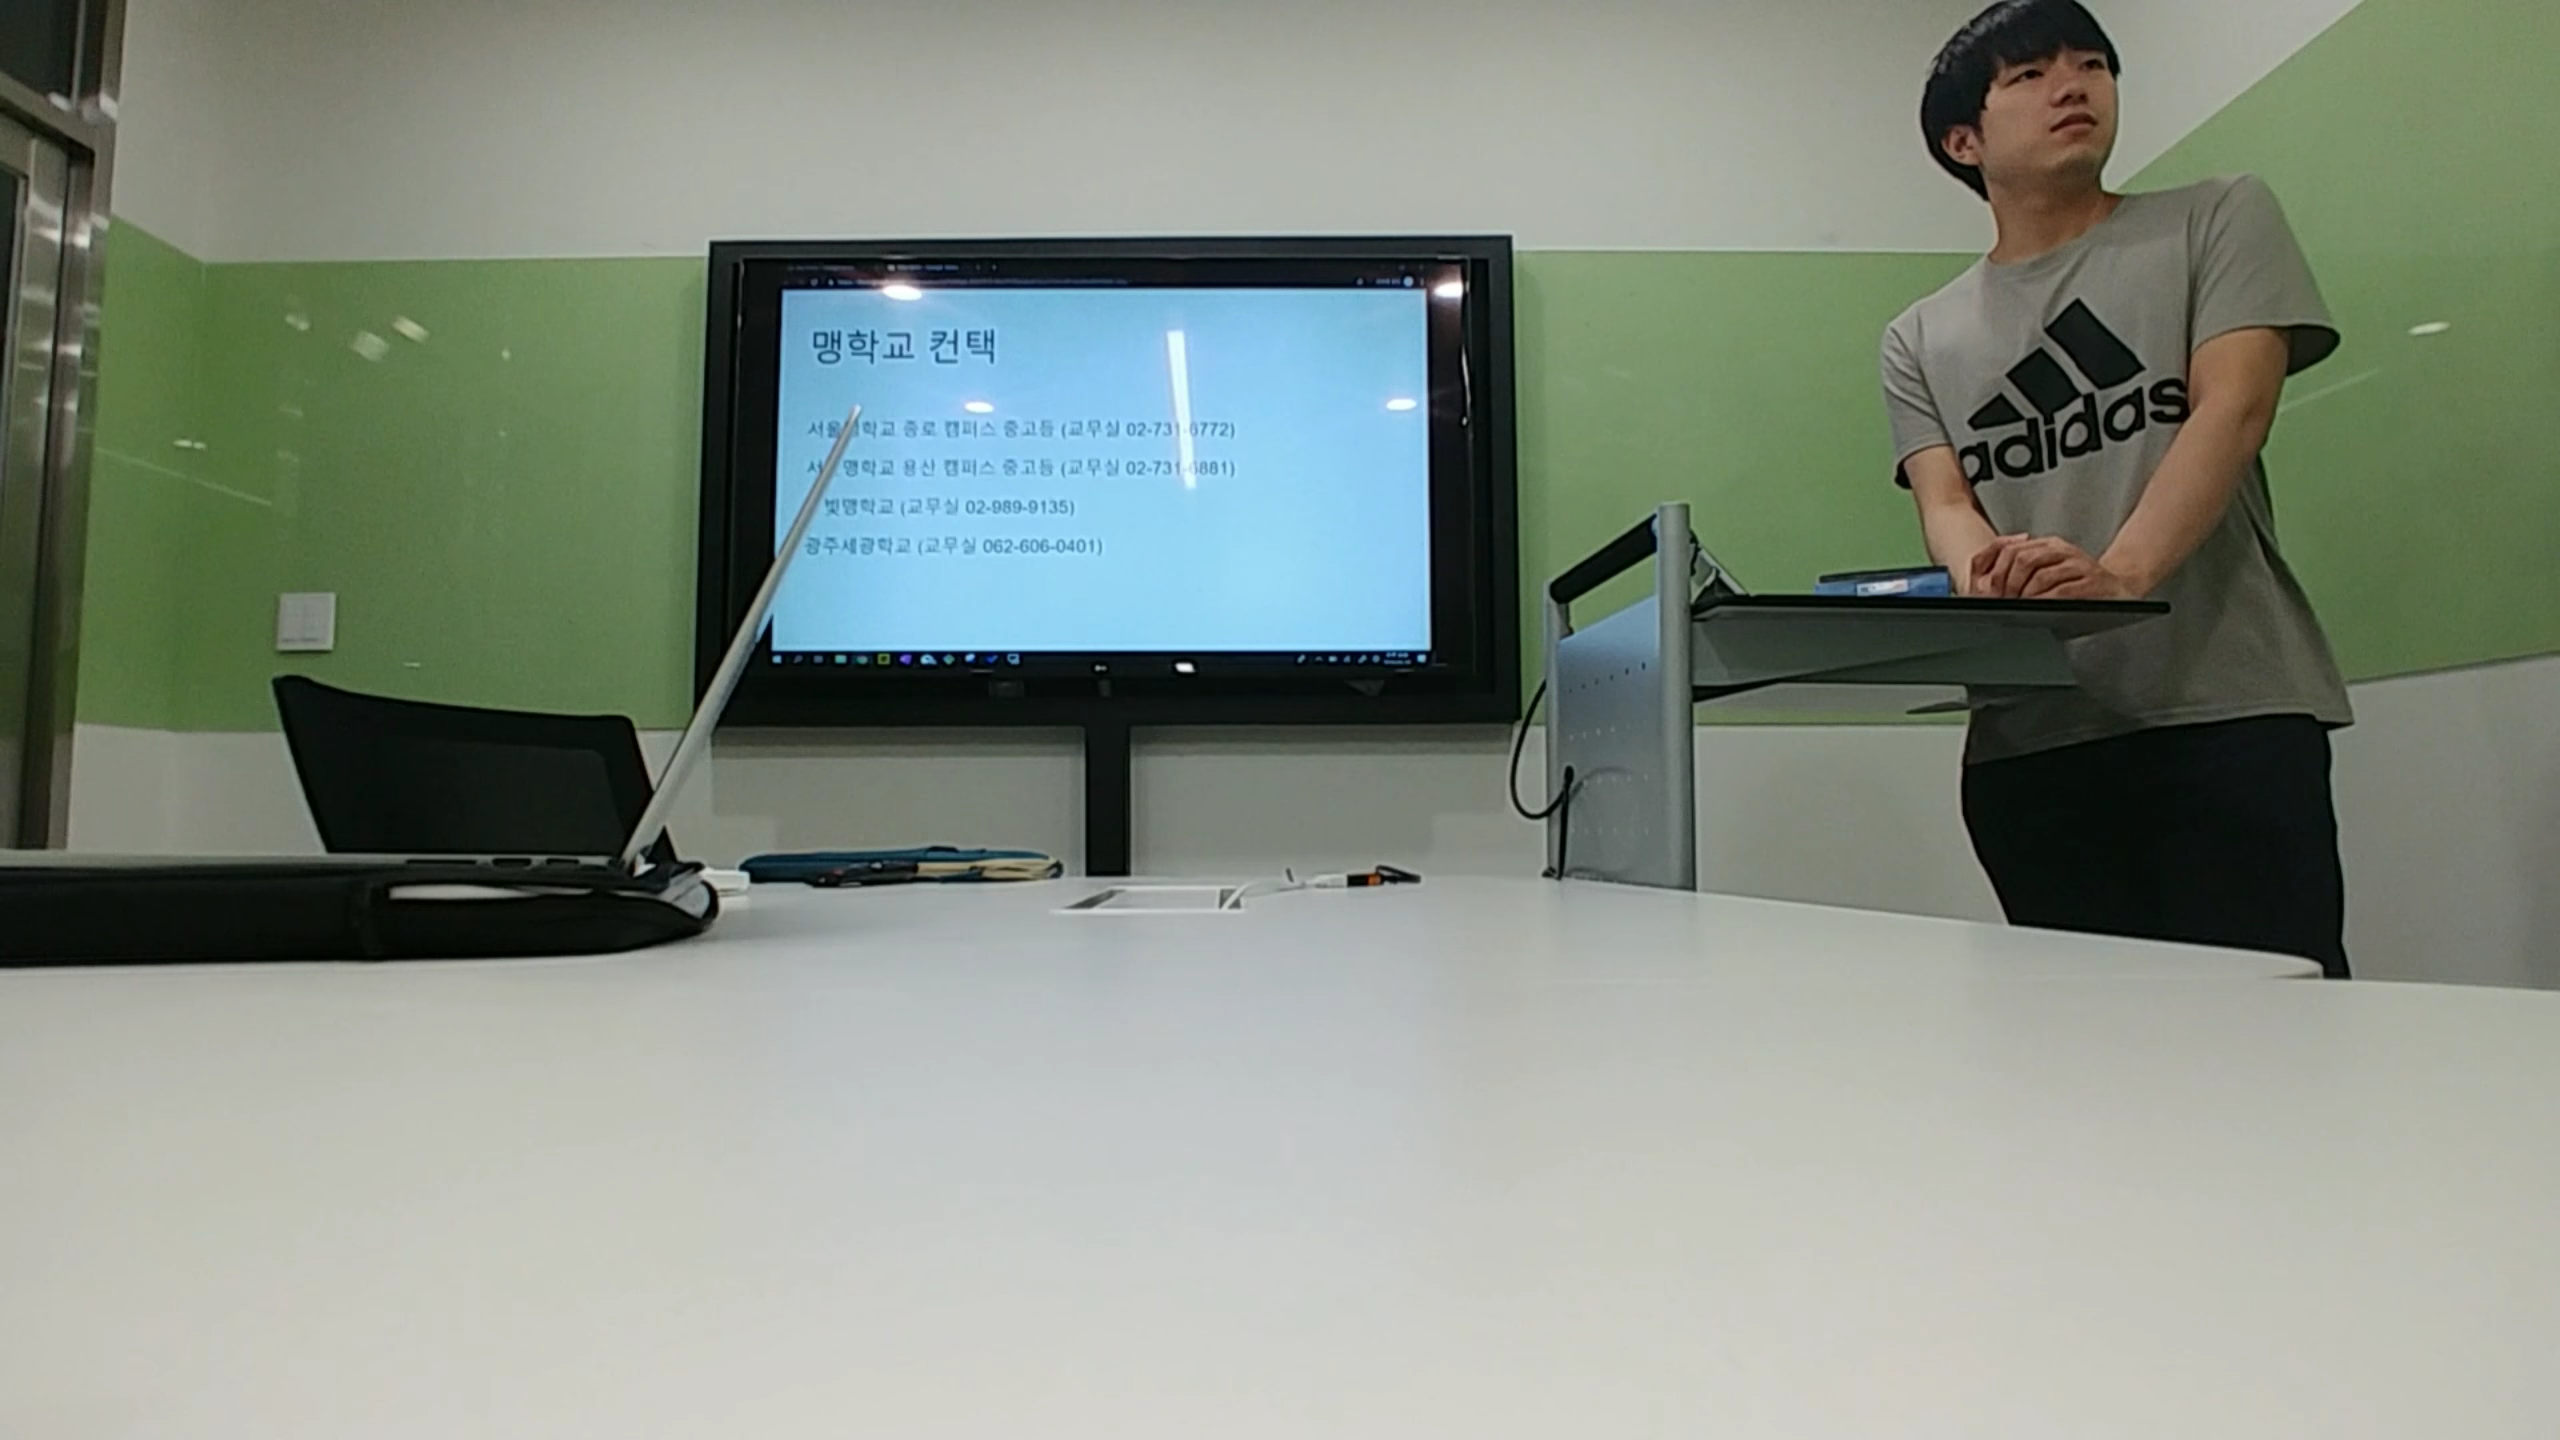 맹학교 컨택
서울맹학교 종로 캠퍼스 중고등 (교무실 02-731-6772)
맹학교 용산 캠퍼스 중고등 (교무실 02-731-6881)
빛맹학교 (교무실 02-989-9135)
광주세광학교 (교무실 062-606-0401)
adidas